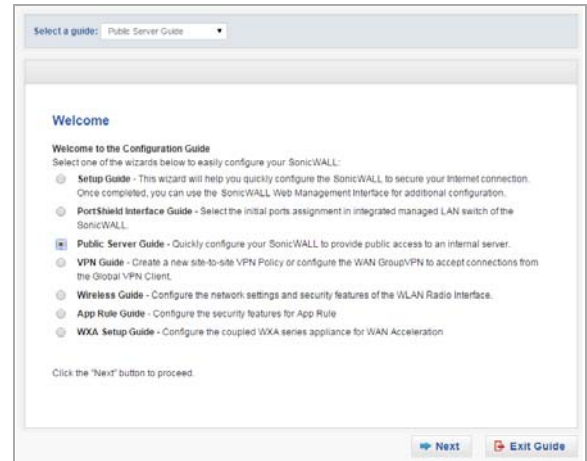 Select a guide: Public Server Guide
Welcome
Welcome to the Configuration Guide
Select one of the wizards below to easily configure your SonicWALL:
Setup Guide - This wizard will help you quickly configure the SonicWALL to secure your Internet connection.
Once completed, you can use the SonicWALL Web Management Interface for additional configuration.
PortShield Interface Guide - Select the initial ports assignment in integrated managed LAN switch of the
SonicWALL.
Public Server Guide - Quickly configure your SonicWALL to provide public access to an internal server.
VPN Guide - Create a new site-to-site VPN Policy or configure the WAN GroupVPN to accept connections from
the Global VPN Client.
Wireless Guide - Configure the network settings and security features of the WLAN Radio Interface.
App Rule Guide - Configure the security features for App Rule
WXA Setup Guide - Configure the coupled WXA series appliance for WAN Acceleration
Click the "Next" button to proceed.
Next
Exit Guide